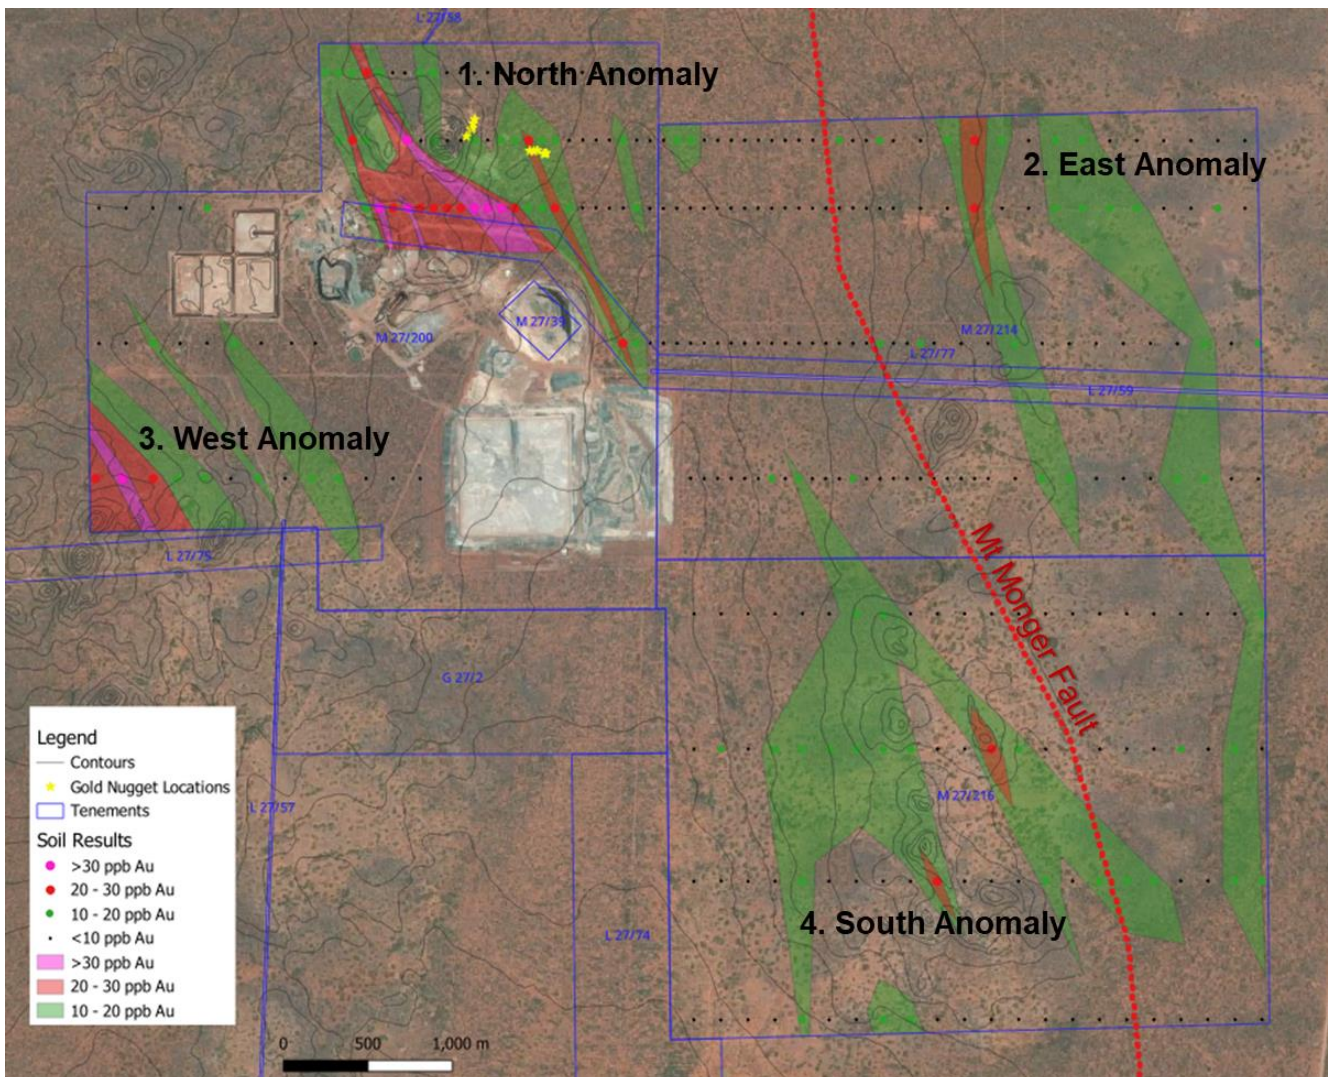 L 27/58
1. North Anomaly
2. East Anomaly
M 27/39
M 27/200
M 27/214
L 27/77
L 27/59
3. West Anomaly
L 27/75
Mt Monger Fault
G 27/2
M 27/216
L 27/57
4. South Anomaly
L 27/74
Legend
Contours
Gold Nugget Locations
Tenements
Soil Results
>30 ppb Au
20 - 30 ppb Au
10 - 20 ppb Au
<10 ppb Au
>30 ppb Au
20 - 30 ppb Au
10 - 20 ppb Au
0 500 1,000 m